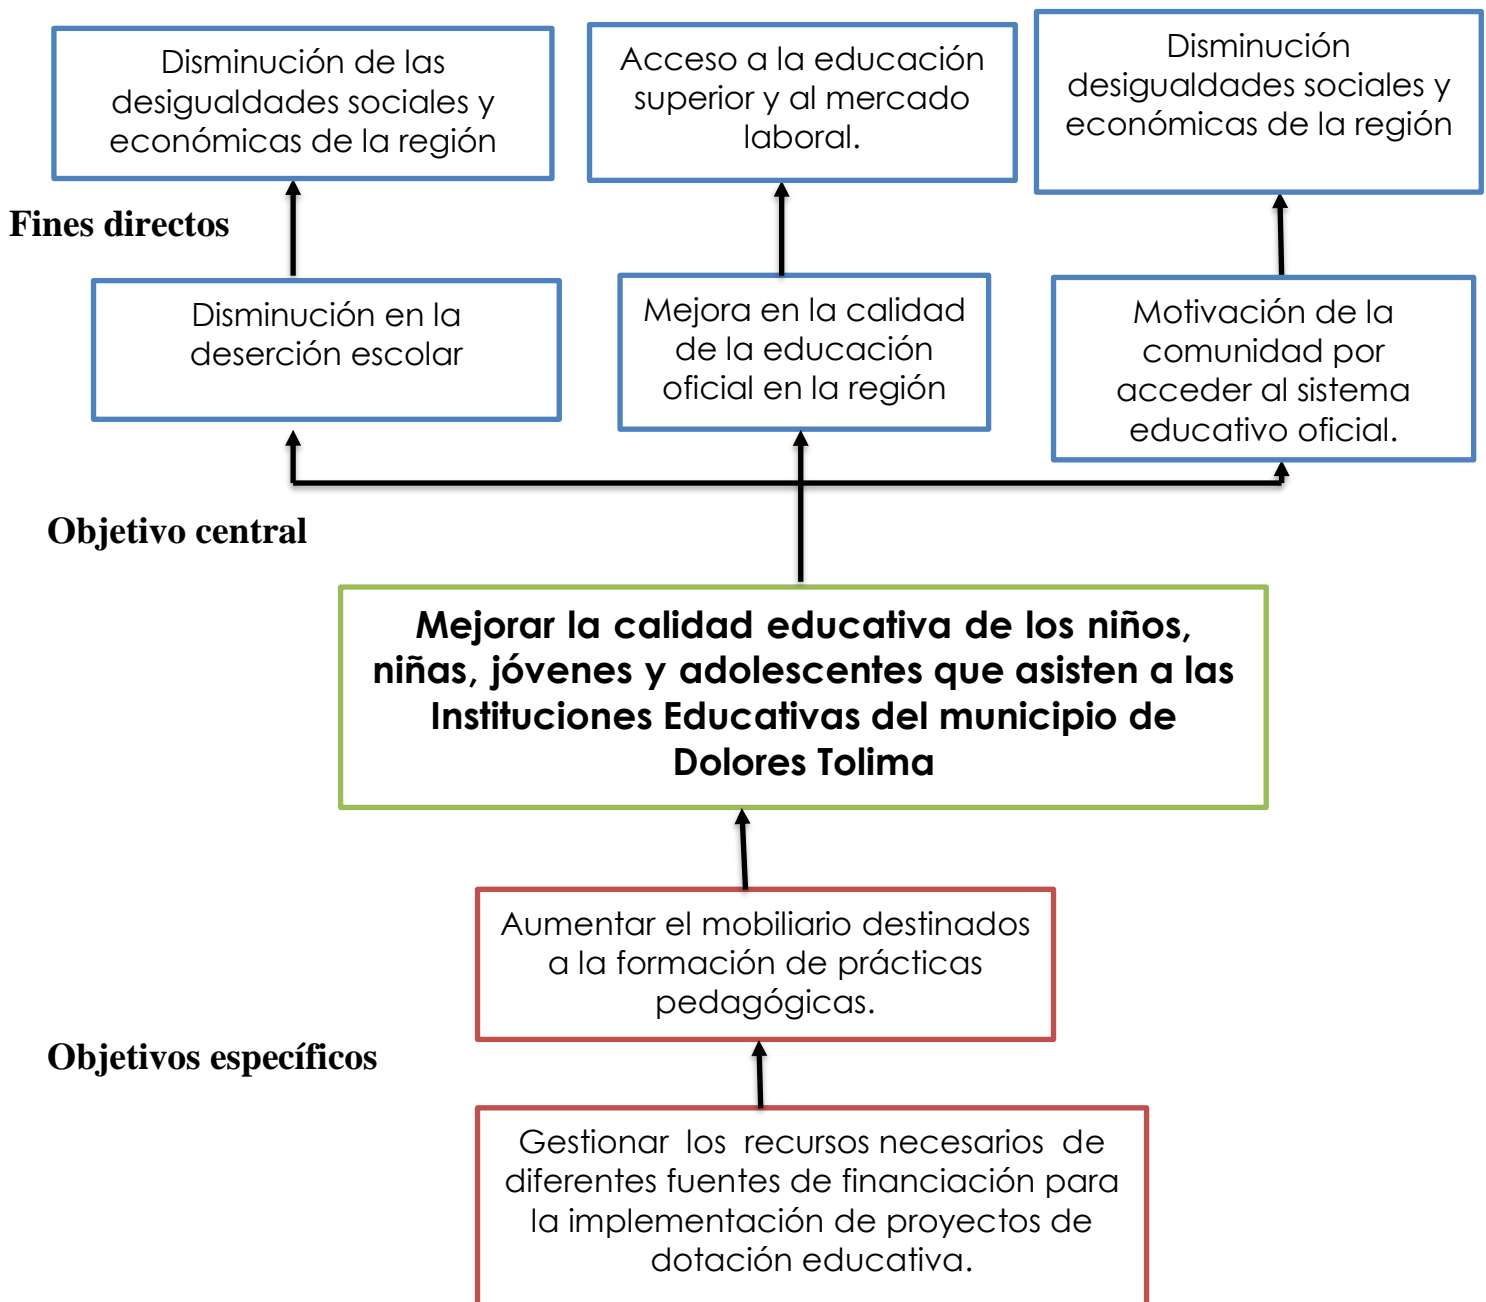 Disminución de las
desigualdades sociales y
económicas de la región
Acceso a la educación
superior y al mercado
laboral.
Disminución
desigualdades sociales y
económicas de la región
Fines directos
Disminución en la
deserción escolar
Mejora en la calidad
de la educación
oficial en la región
Motivación de la
comunidad por
acceder al sistema
educativo oficial.
Objetivo central
Mejorar la calidad educativa de los niños,
niñas, jóvenes y adolescentes que asisten a las
Instituciones Educativas del municipio de
Dolores Tolima
Aumentar el mobiliario destinados
a la formación de prácticas
pedagógicas.
Objetivos específicos
Gestionar los recursos necesarios de
diferentes fuentes de financiación para
la implementación de proyectos de
dotación educativa.